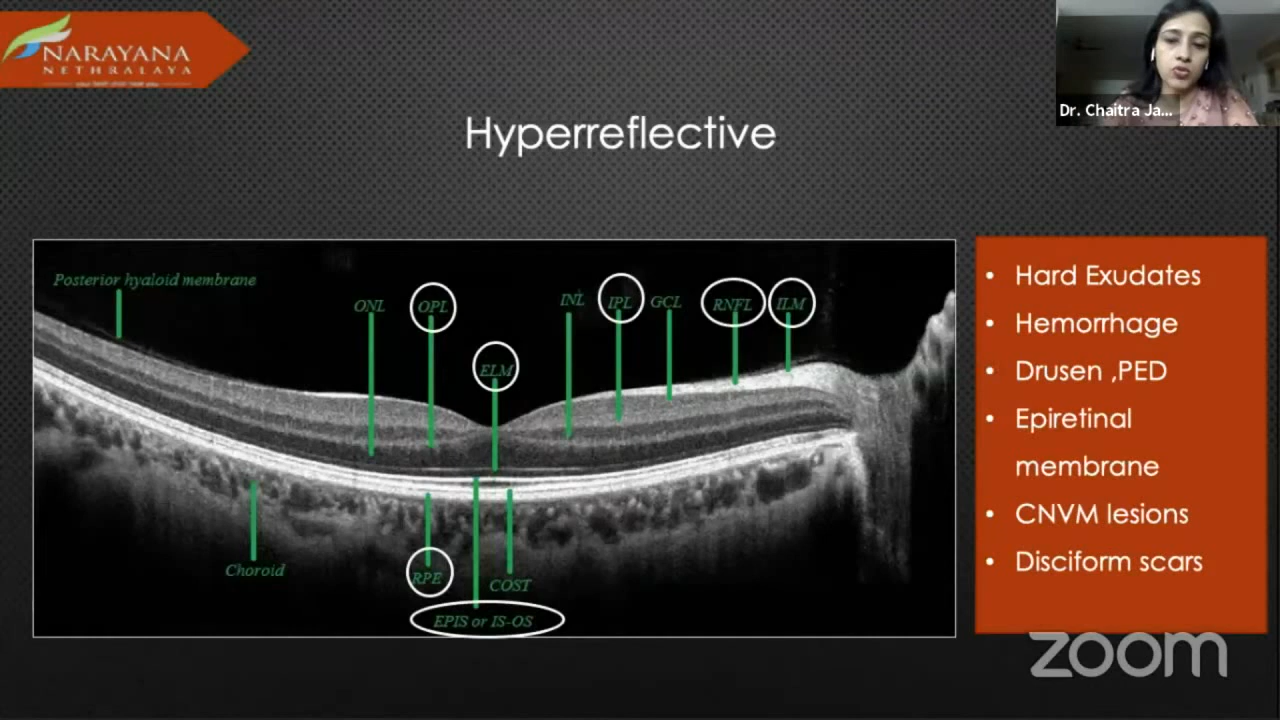 NARAYANA
NETHRALAYA
Dr. Chaitra Ja...
Hyperreflective
Posterior hyaloid membrane
ONL
OPL
ELM
INL
IPL
GCL
RNFL
ILM
Choroid
RPE
COST
EPIS or IS-OS
• Hard Exudates
• Hemorrhage
• Drusen ,PED
• Epiretinal
membrane
• CNVM lesions
• Disciform scars
zoom